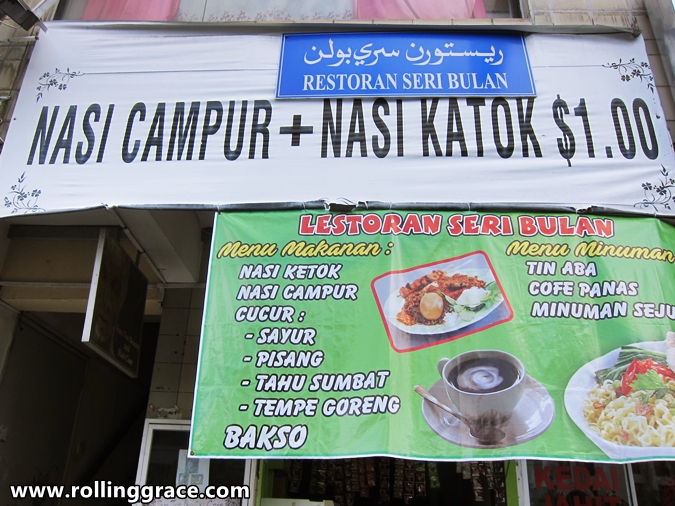 ريستورن سري بولن
RESTORAN SERI BULAN
NASI CAMPUR + NASI KATOK $1.00
LESTORAN SERI BULAN
Menu Makanan :
NASI KETOK
NASI CAMPUR
CUCUR :
- SAYUR
- PISANG
- TAHU SUMBAT
- TEMPE GORENG
BAKSO
Menu Minuman
TIN ABA
COFE PANAS
MINUMAN SEJU
KEDAI
JAHIT
www.rollinggrace.com